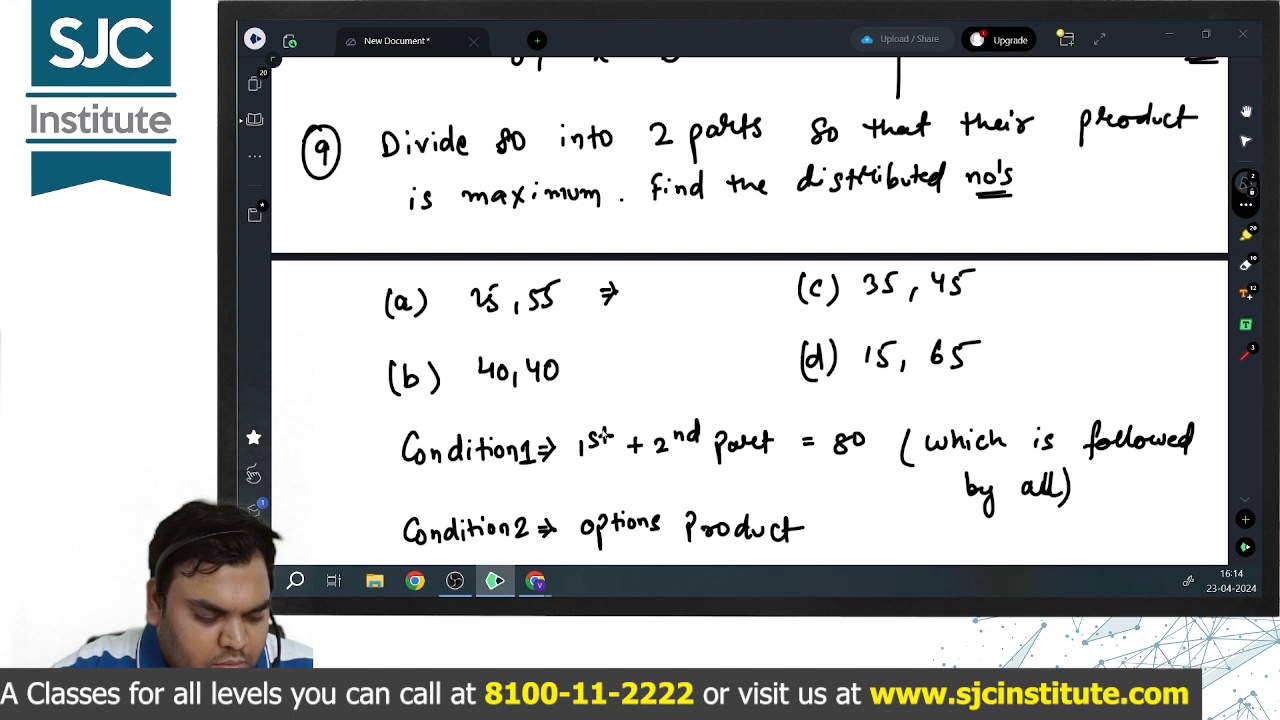 SJC
Institute
New Document*
Upload / Share
Upgrade
(9) Divide 80 into 2 parts so that their product
is maximum. Find the distributed no's
(a) 25, 55 ⇒
(c) 35, 45
(b) 40, 40
(d) 15, 65
Condition1 ⇒ 1st + 2nd part = 80 (which is followed
by all)
Condition2 ⇒ options product
16:14
23-04-2024
A Classes for all levels you can call at 8100-11-2222 or visit us at www.sjcinstitute.com